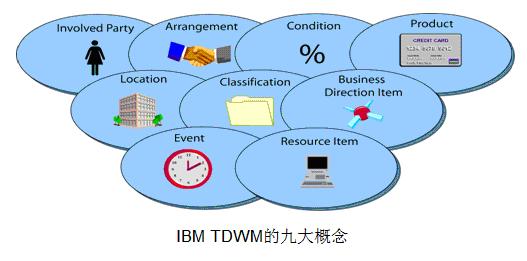 Involved Party
Arrangement
Condition
%
Product
CREDIT CARD
Location
Classification
Business
Direction Item
Event
Resource Item
IBM TDWM的九大概念